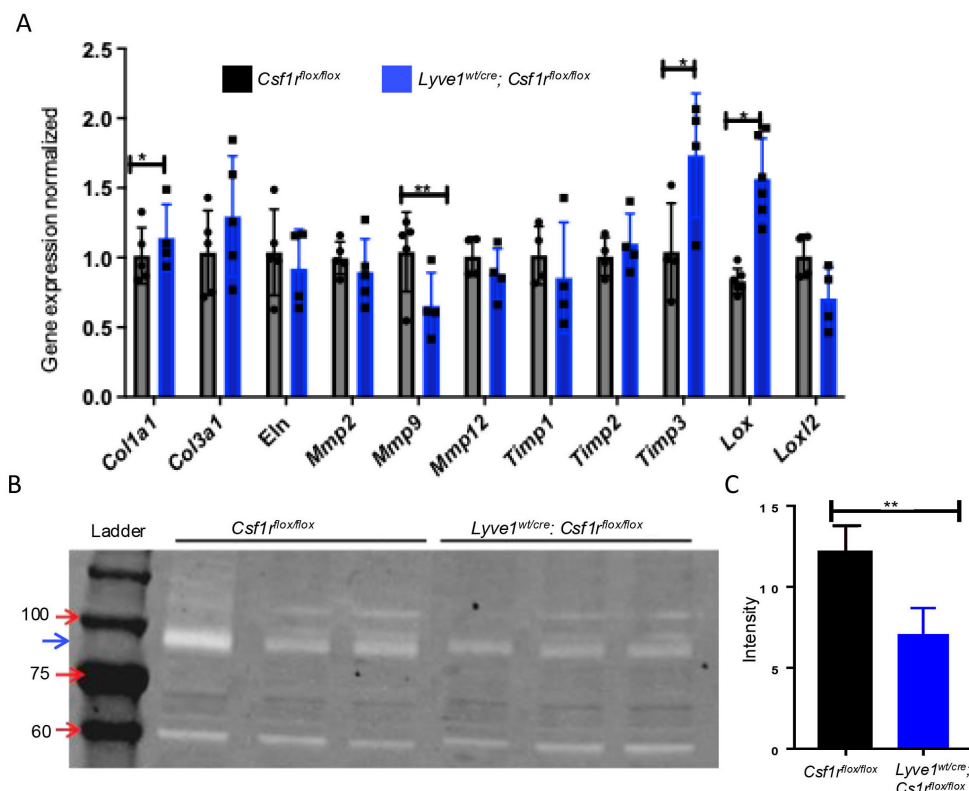 A
2.5
2.0
1.5
1.0
0.5
0.0
Gene expression normalized
Csf1r^flox/flox
Lyve1^wt/cre; Csf1r^flox/flox
*
**
*
*
Col1a1
Col3a1
Eln
Mmp2
Mmp9
Mmp12
Timp1
Timp2
Timp3
Lox
Loxl2
B
Ladder
Csf1r^flox/flox
Lyve1^wt/cre: Csf1r^flox/flox
100
75
60
C
15
10
5
0
Intensity
**
Csf1r^flox/flox
Lyve1^wt/cre;
Cs1r^flox/flox